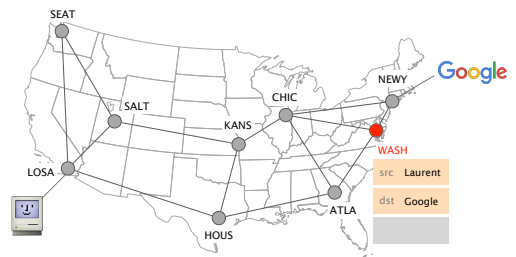 SEAT
Google
NEWY
CHIC
SALT
KANS
WASH
LOSA
src Laurent
dst Google
ATLA
HOUS